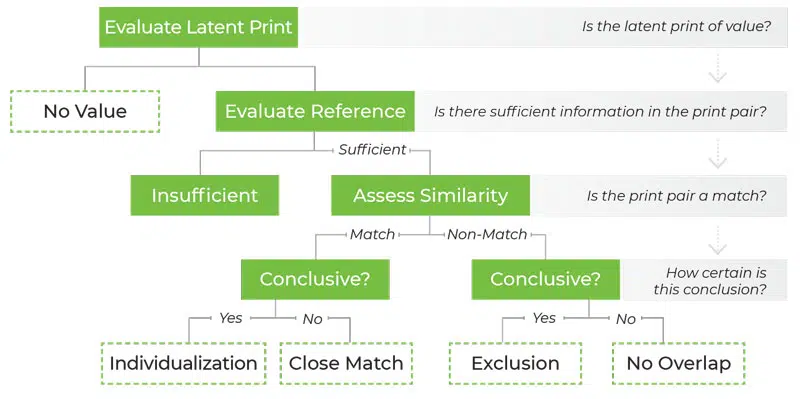 Evaluate Latent Print
Is the latent print of value?
No Value
Evaluate Reference
Is there sufficient information in the print pair?
Sufficient
Insufficient
Assess Similarity
Is the print pair a match?
Match
Non-Match
Conclusive?
Conclusive?
How certain is
this conclusion?
Yes
No
Yes
No
Individualization
Close Match
Exclusion
No Overlap